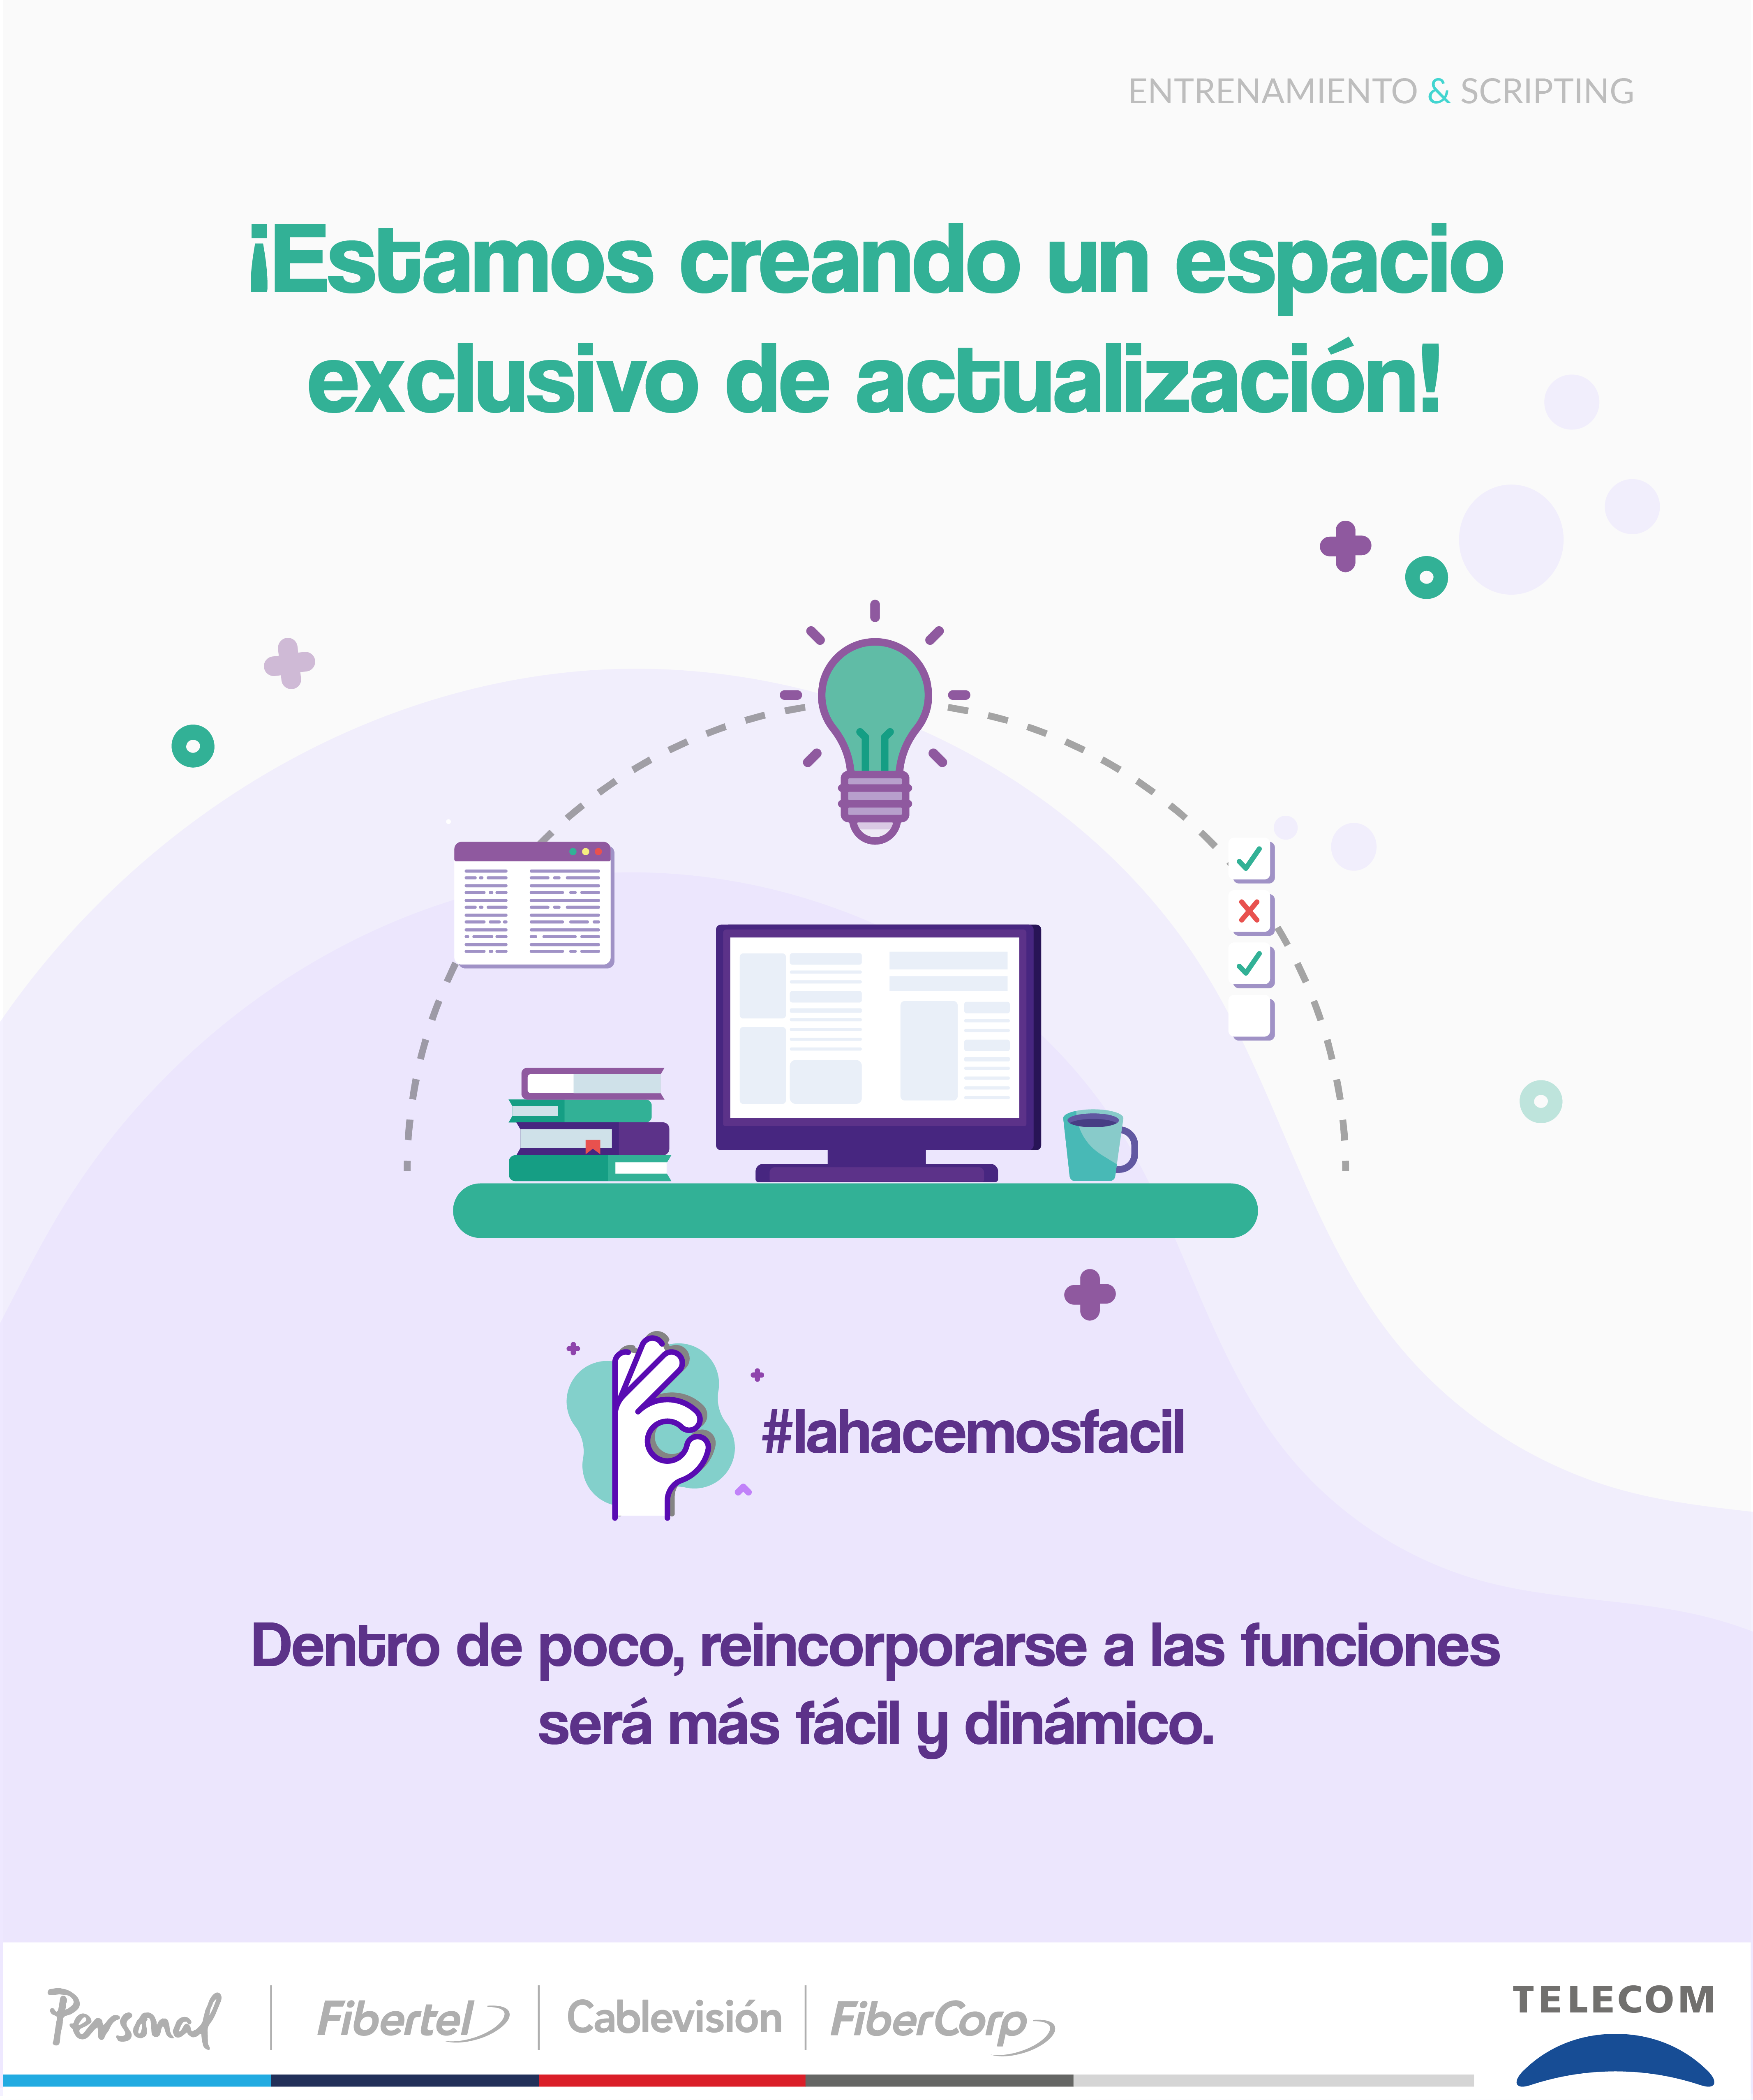 ENTRENAMIENTO & SCRIPTING
¡Estamos creando un espacio
exclusivo de actualización!
#lahacemosfacil
Dentro de poco, reincorporarse a las funciones
será más fácil y dinámico.
Personal
Fibertel
Cablevisión
FiberCorp
TELECOM